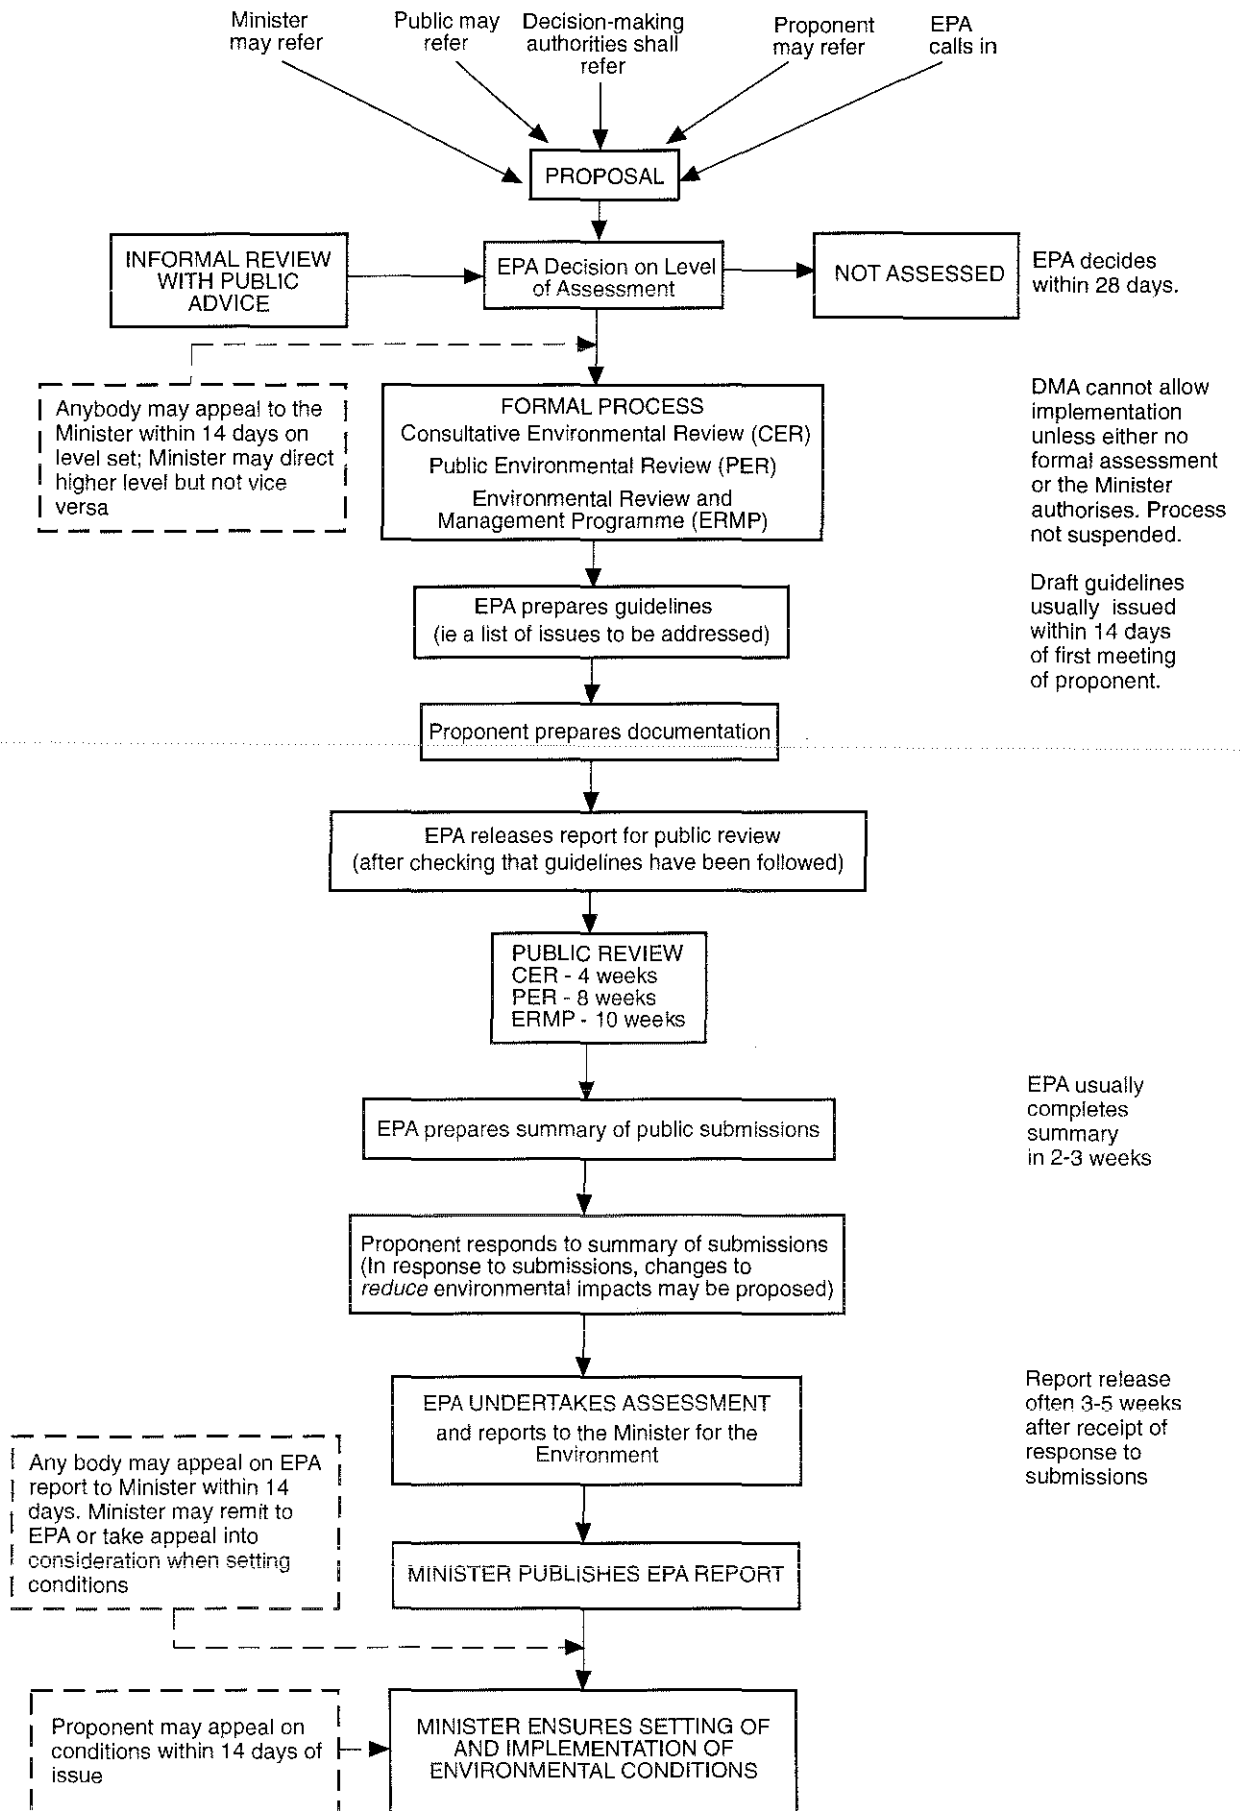 Minister
may refer
Public may
refer
Decision-making
authorities shall
refer
Proponent
may refer
EPA
calls in
PROPOSAL
INFORMAL REVIEW
WITH PUBLIC
ADVICE
EPA Decision on Level
of Assessment
NOT ASSESSED
EPA decides
within 28 days.
Anybody may appeal to the
Minister within 14 days on
level set; Minister may direct
higher level but not vice
versa
FORMAL PROCESS
Consultative Environmental Review (CER)
Public Environmental Review (PER)
Environmental Review and
Management Programme (ERMP)
DMA cannot allow
implementation
unless either no
formal assessment
or the Minister
authorises. Process
not suspended.
EPA prepares guidelines
(ie a list of issues to be addressed)
Draft guidelines
usually issued
within 14 days
of first meeting
of proponent.
Proponent prepares documentation
EPA releases report for public review
(after checking that guidelines have been followed)
PUBLIC REVIEW
CER - 4 weeks
PER - 8 weeks
ERMP - 10 weeks
EPA prepares summary of public submissions
EPA usually
completes
summary
in 2-3 weeks
Proponent responds to summary of submissions
(In response to submissions, changes to
reduce environmental impacts may be proposed)
EPA UNDERTAKES ASSESSMENT
and reports to the Minister for the
Environment
Report release
often 3-5 weeks
after receipt of
response to
submissions
Any body may appeal on EPA
report to Minister within 14
days. Minister may remit to
EPA or take appeal into
consideration when setting
conditions
MINISTER PUBLISHES EPA REPORT
Proponent may appeal on
conditions within 14 days of
issue
MINISTER ENSURES SETTING OF
AND IMPLEMENTATION OF
ENVIRONMENTAL CONDITIONS